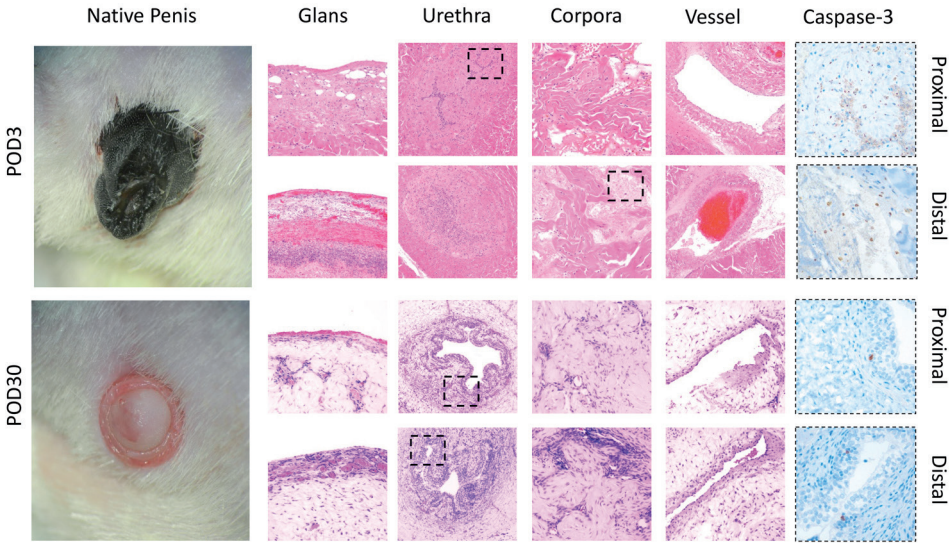 Native Penis Glans Urethra Corpora Vessel Caspase-3
POD3
Proximal
Distal
POD30
Proximal
Distal